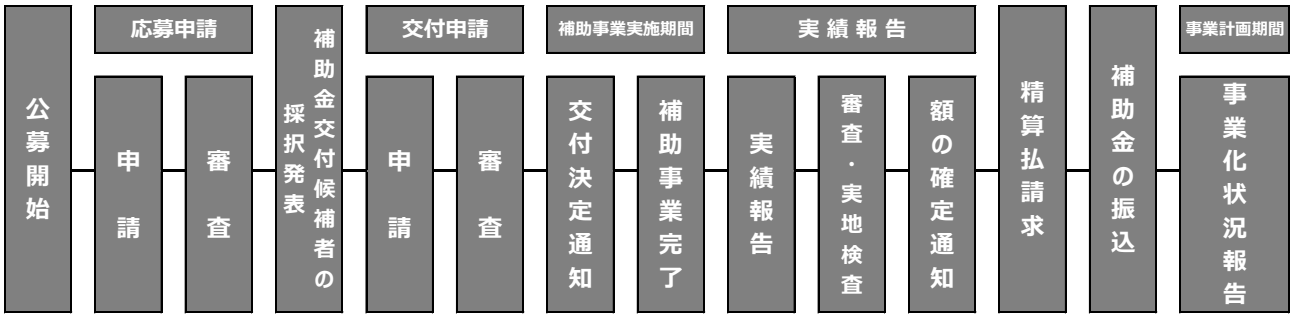 公募開始
応募申請
申請
審査
補助金交付候補者の
採択発表
交付申請
申請
審査
補助事業実施期間
交付決定通知
補助事業完了
実績報告
実績報告
審査・実地検査
額の確定通知
精算払請求
補助金の振込
事業計画期間
事業化状況報告